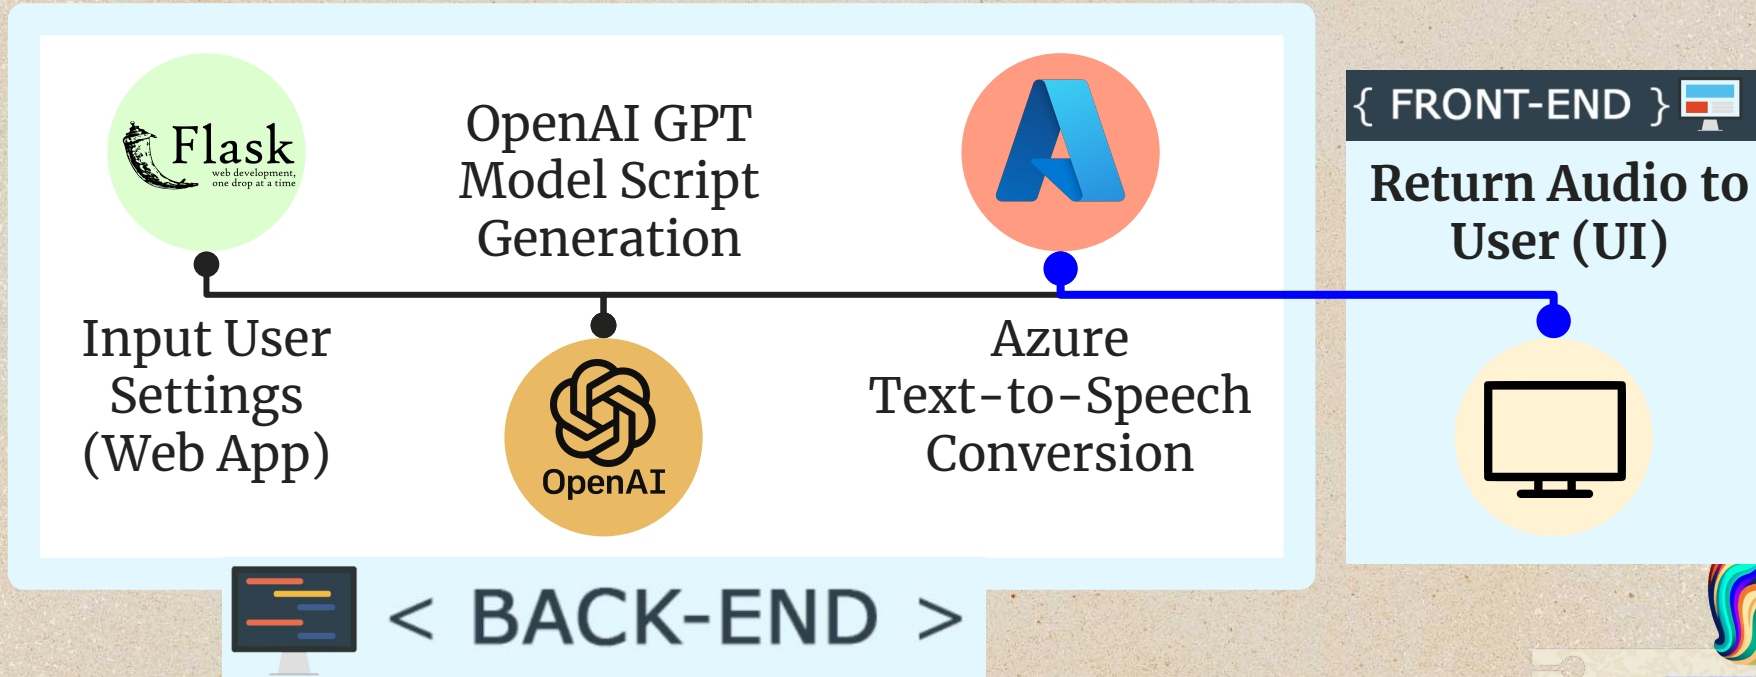 Flask
web development,
one drop at a time
Input User
Settings
(Web App)
OpenAI GPT
Model Script
Generation
OpenAI
Azure
Text-to-Speech
Conversion
< BACK-END >
{ FRONT-END }
Return Audio to
User (UI)